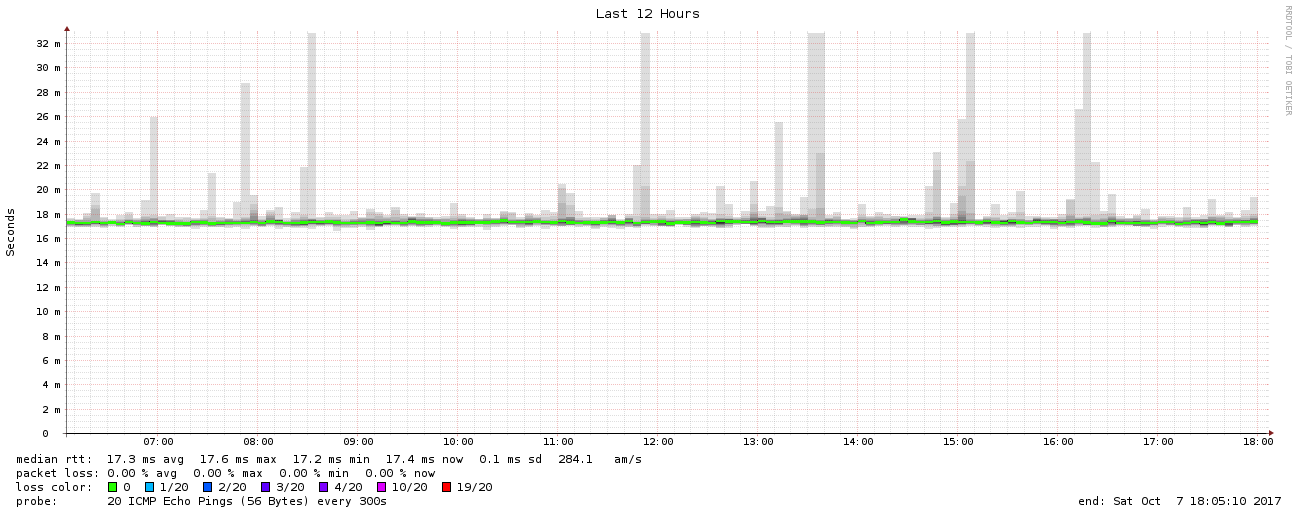 Last 12 Hours
RRDTOOL / TOBI OETIKER
Seconds
32 m
30 m
28 m
26 m
24 m
22 m
20 m
18 m
16 m
14 m
12 m
10 m
8 m
6 m
4 m
2 m
0
07:00 08:00 09:00 10:00 11:00 12:00 13:00 14:00 15:00 16:00 17:00 18:00
median rtt: 17.3 ms avg 17.6 ms max 17.2 ms min 17.4 ms now 0.1 ms sd 284.1 am/s
packet loss: 0.00 % avg 0.00 % max 0.00 % min 0.00 % now
loss color: 0 1/20 2/20 3/20 4/20 10/20 19/20
probe: 20 ICMP Echo Pings (56 Bytes) every 300s end: Sat Oct 7 18:05:10 2017